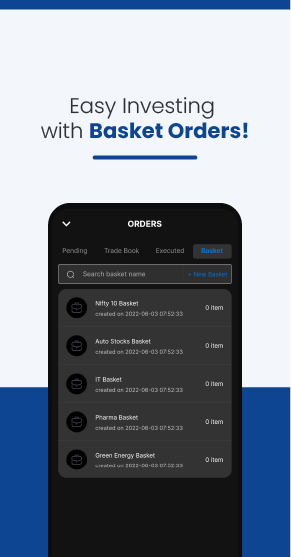 Easy Investing
with Basket Orders!
ORDERS
Pending Trade Book Executed Basket
Search basket name + New Basket
Nifty 10 Basket
created on 2022-06-03 07:52:33
0 item
Auto Stocks Basket
created on 2022-06-03 07:52:33
0 item
IT Basket
created on 2022-06-03 07:52:33
0 item
Pharma Basket
created on 2022-06-03 07:52:33
0 item
Green Energy Basket
created on 2022-06-03 07:52:33
0 item